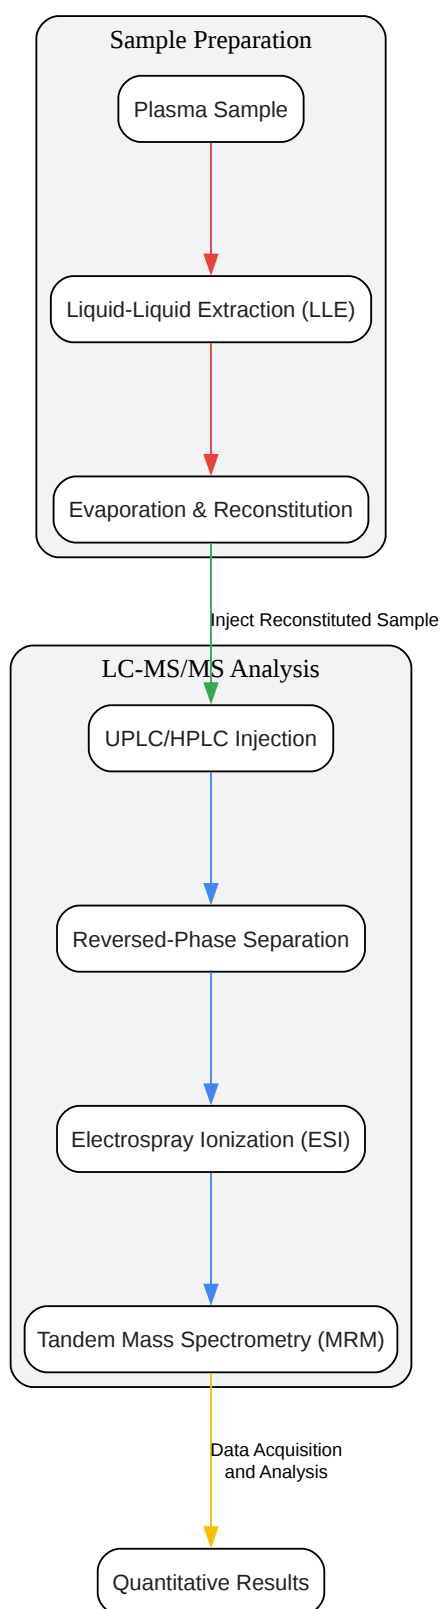 Sample Preparation
Plasma Sample
Liquid-Liquid Extraction (LLE)
Evaporation & Reconstitution
Inject Reconstituted Sample
LC-MS/MS Analysis
UPLC/HPLC Injection
Reversed-Phase Separation
Electrospray Ionization (ESI)
Tandem Mass Spectrometry (MRM)
Data Acquisition
and Analysis
Quantitative Results